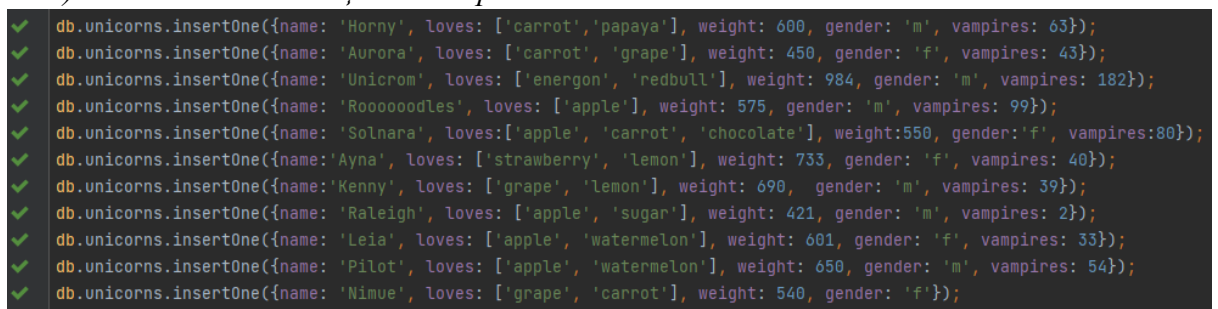 db.unicorns.insertOne({name: 'Horny', loves: ['carrot','papaya'], weight: 600, gender: 'm', vampires: 63});
db.unicorns.insertOne({name: 'Aurora', loves: ['carrot', 'grape'], weight: 450, gender: 'f', vampires: 43});
db.unicorns.insertOne({name: 'Unicrom', loves: ['energon', 'redbull'], weight: 984, gender: 'm', vampires: 182});
db.unicorns.insertOne({name: 'Roooooodles', loves: ['apple'], weight: 575, gender: 'm', vampires: 99});
db.unicorns.insertOne({name: 'Solnara', loves:['apple', 'carrot', 'chocolate'], weight:550, gender:'f', vampires:80});
db.unicorns.insertOne({name:'Ayna', loves: ['strawberry', 'lemon'], weight: 733, gender: 'f', vampires: 40});
db.unicorns.insertOne({name:'Kenny', loves: ['grape', 'lemon'], weight: 690,  gender: 'm', vampires: 39});
db.unicorns.insertOne({name: 'Raleigh', loves: ['apple', 'sugar'], weight: 421, gender: 'm', vampires: 2});
db.unicorns.insertOne({name: 'Leia', loves: ['apple', 'watermelon'], weight: 601, gender: 'f', vampires: 33});
db.unicorns.insertOne({name: 'Pilot', loves: ['apple', 'watermelon'], weight: 650, gender: 'm', vampires: 54});
db.unicorns.insertOne({name: 'Nimue', loves: ['grape', 'carrot'], weight: 540, gender: 'f'});